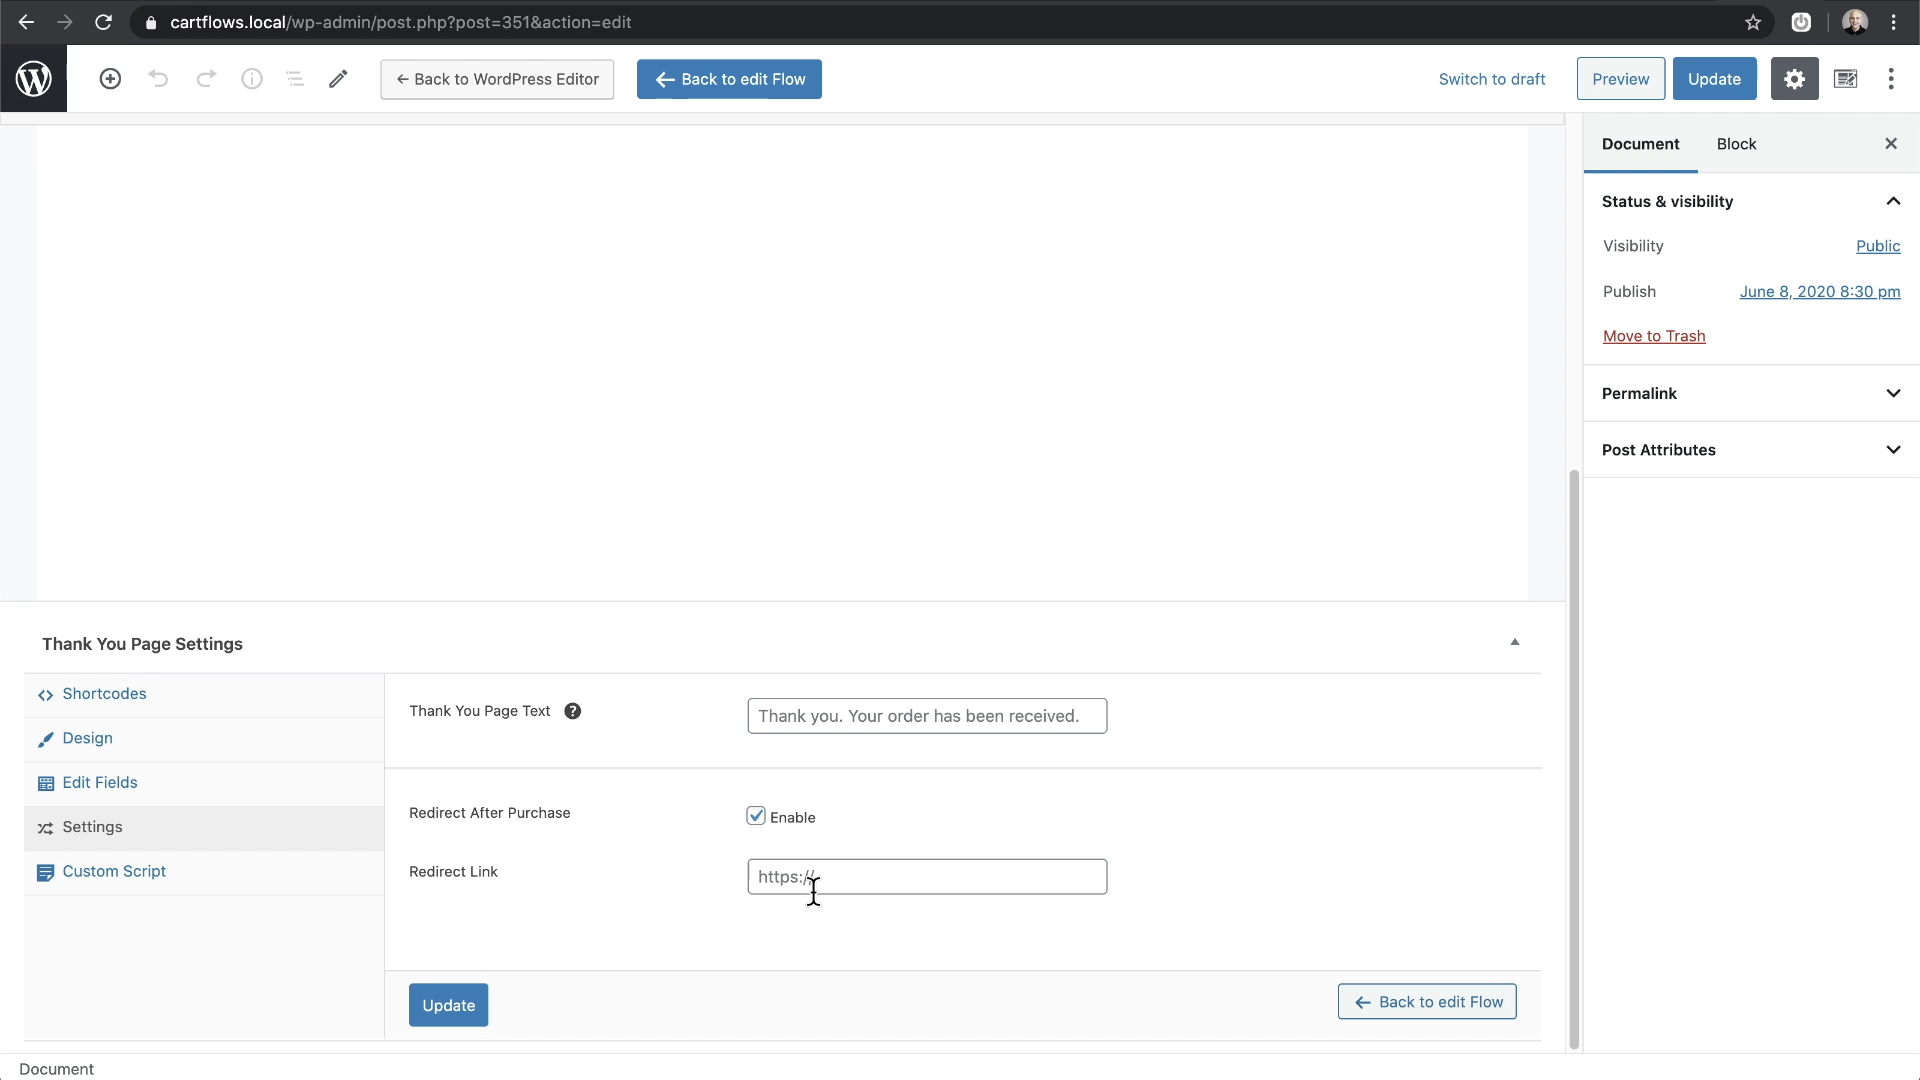 cartflows.local/wp-admin/post.php?post=351&action=edit
← Back to WordPress Editor
← Back to edit Flow
Switch to draft
Preview
Update
Document
Block
Status & visibility
Visibility
Public
Publish
June 8, 2020 8:30 pm
Move to Trash
Permalink
Post Attributes
Thank You Page Settings
Shortcodes
Design
Edit Fields
Settings
Custom Script
Thank You Page Text
Thank you. Your order has been received.
Redirect After Purchase
Enable
Redirect Link
https://
Update
← Back to edit Flow
Document